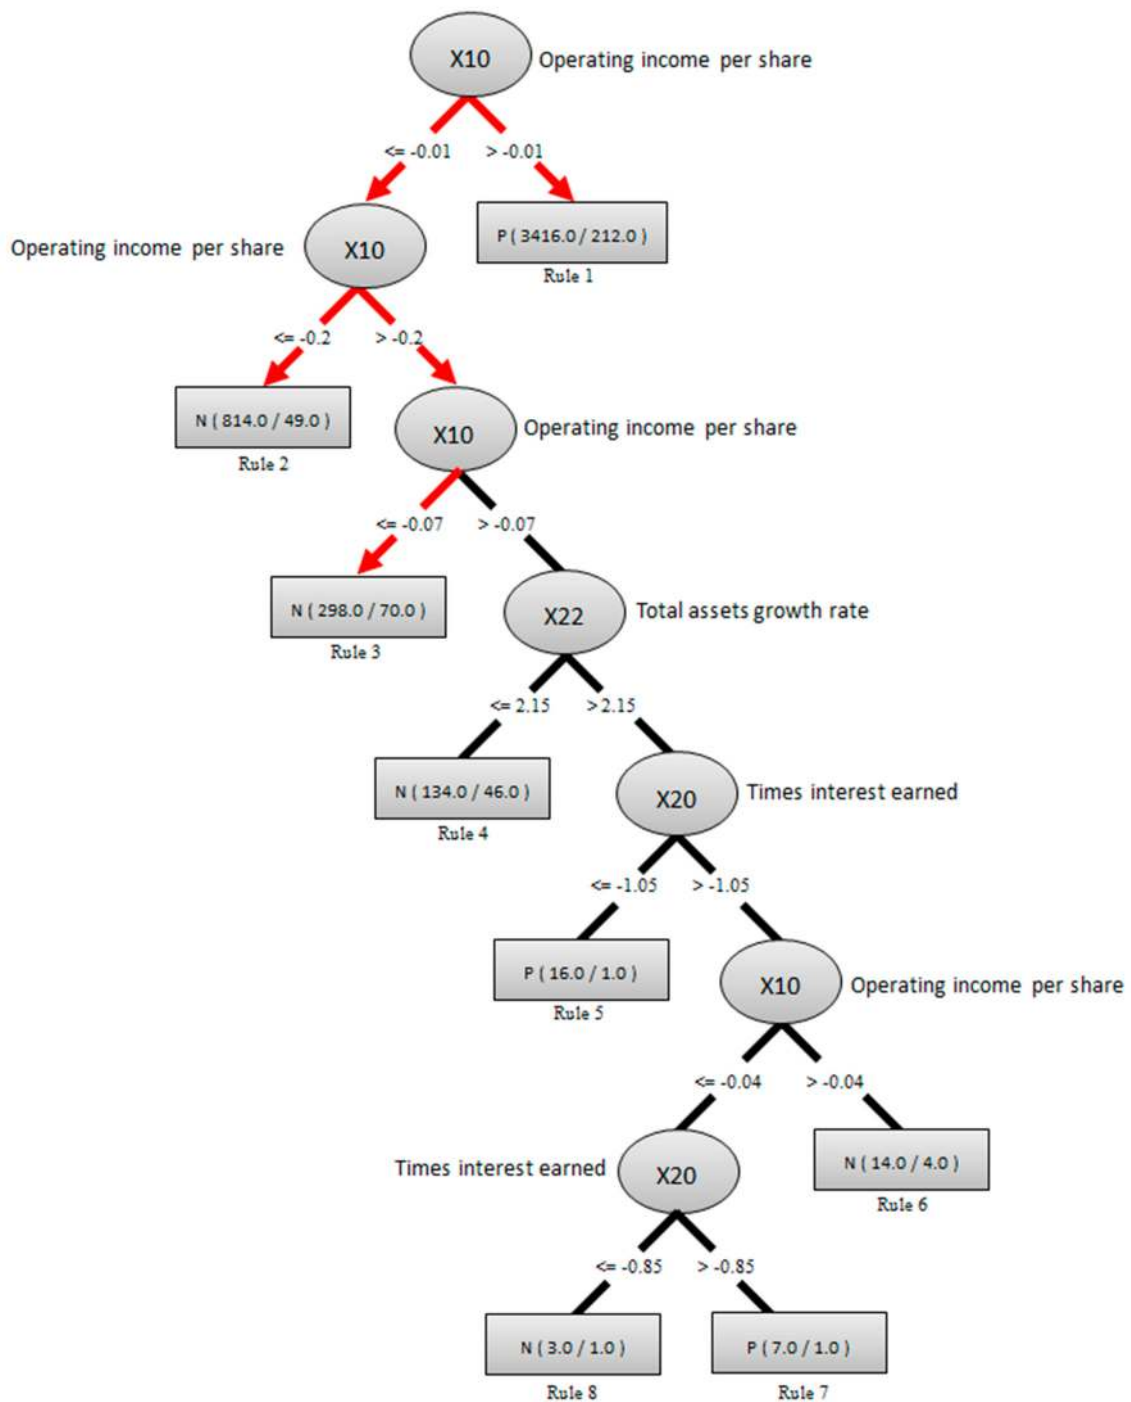 X10
Operating income per share
<= -0.01
> -0.01
Operating income per share
X10
P ( 3416.0 / 212.0 )
Rule 1
<= -0.2
> -0.2
N ( 814.0 / 49.0 )
Rule 2
X10
Operating income per share
<= -0.07
> -0.07
N ( 298.0 / 70.0 )
Rule 3
X22
Total assets growth rate
<= 2.15
> 2.15
N ( 134.0 / 46.0 )
Rule 4
X20
Times interest earned
<= -1.05
> -1.05
P ( 16.0 / 1.0 )
Rule 5
X10
Operating income per share
<= -0.04
> -0.04
Times interest earned
X20
N ( 14.0 / 4.0 )
Rule 6
<= -0.85
> -0.85
N ( 3.0 / 1.0 )
Rule 8
P ( 7.0 / 1.0 )
Rule 7